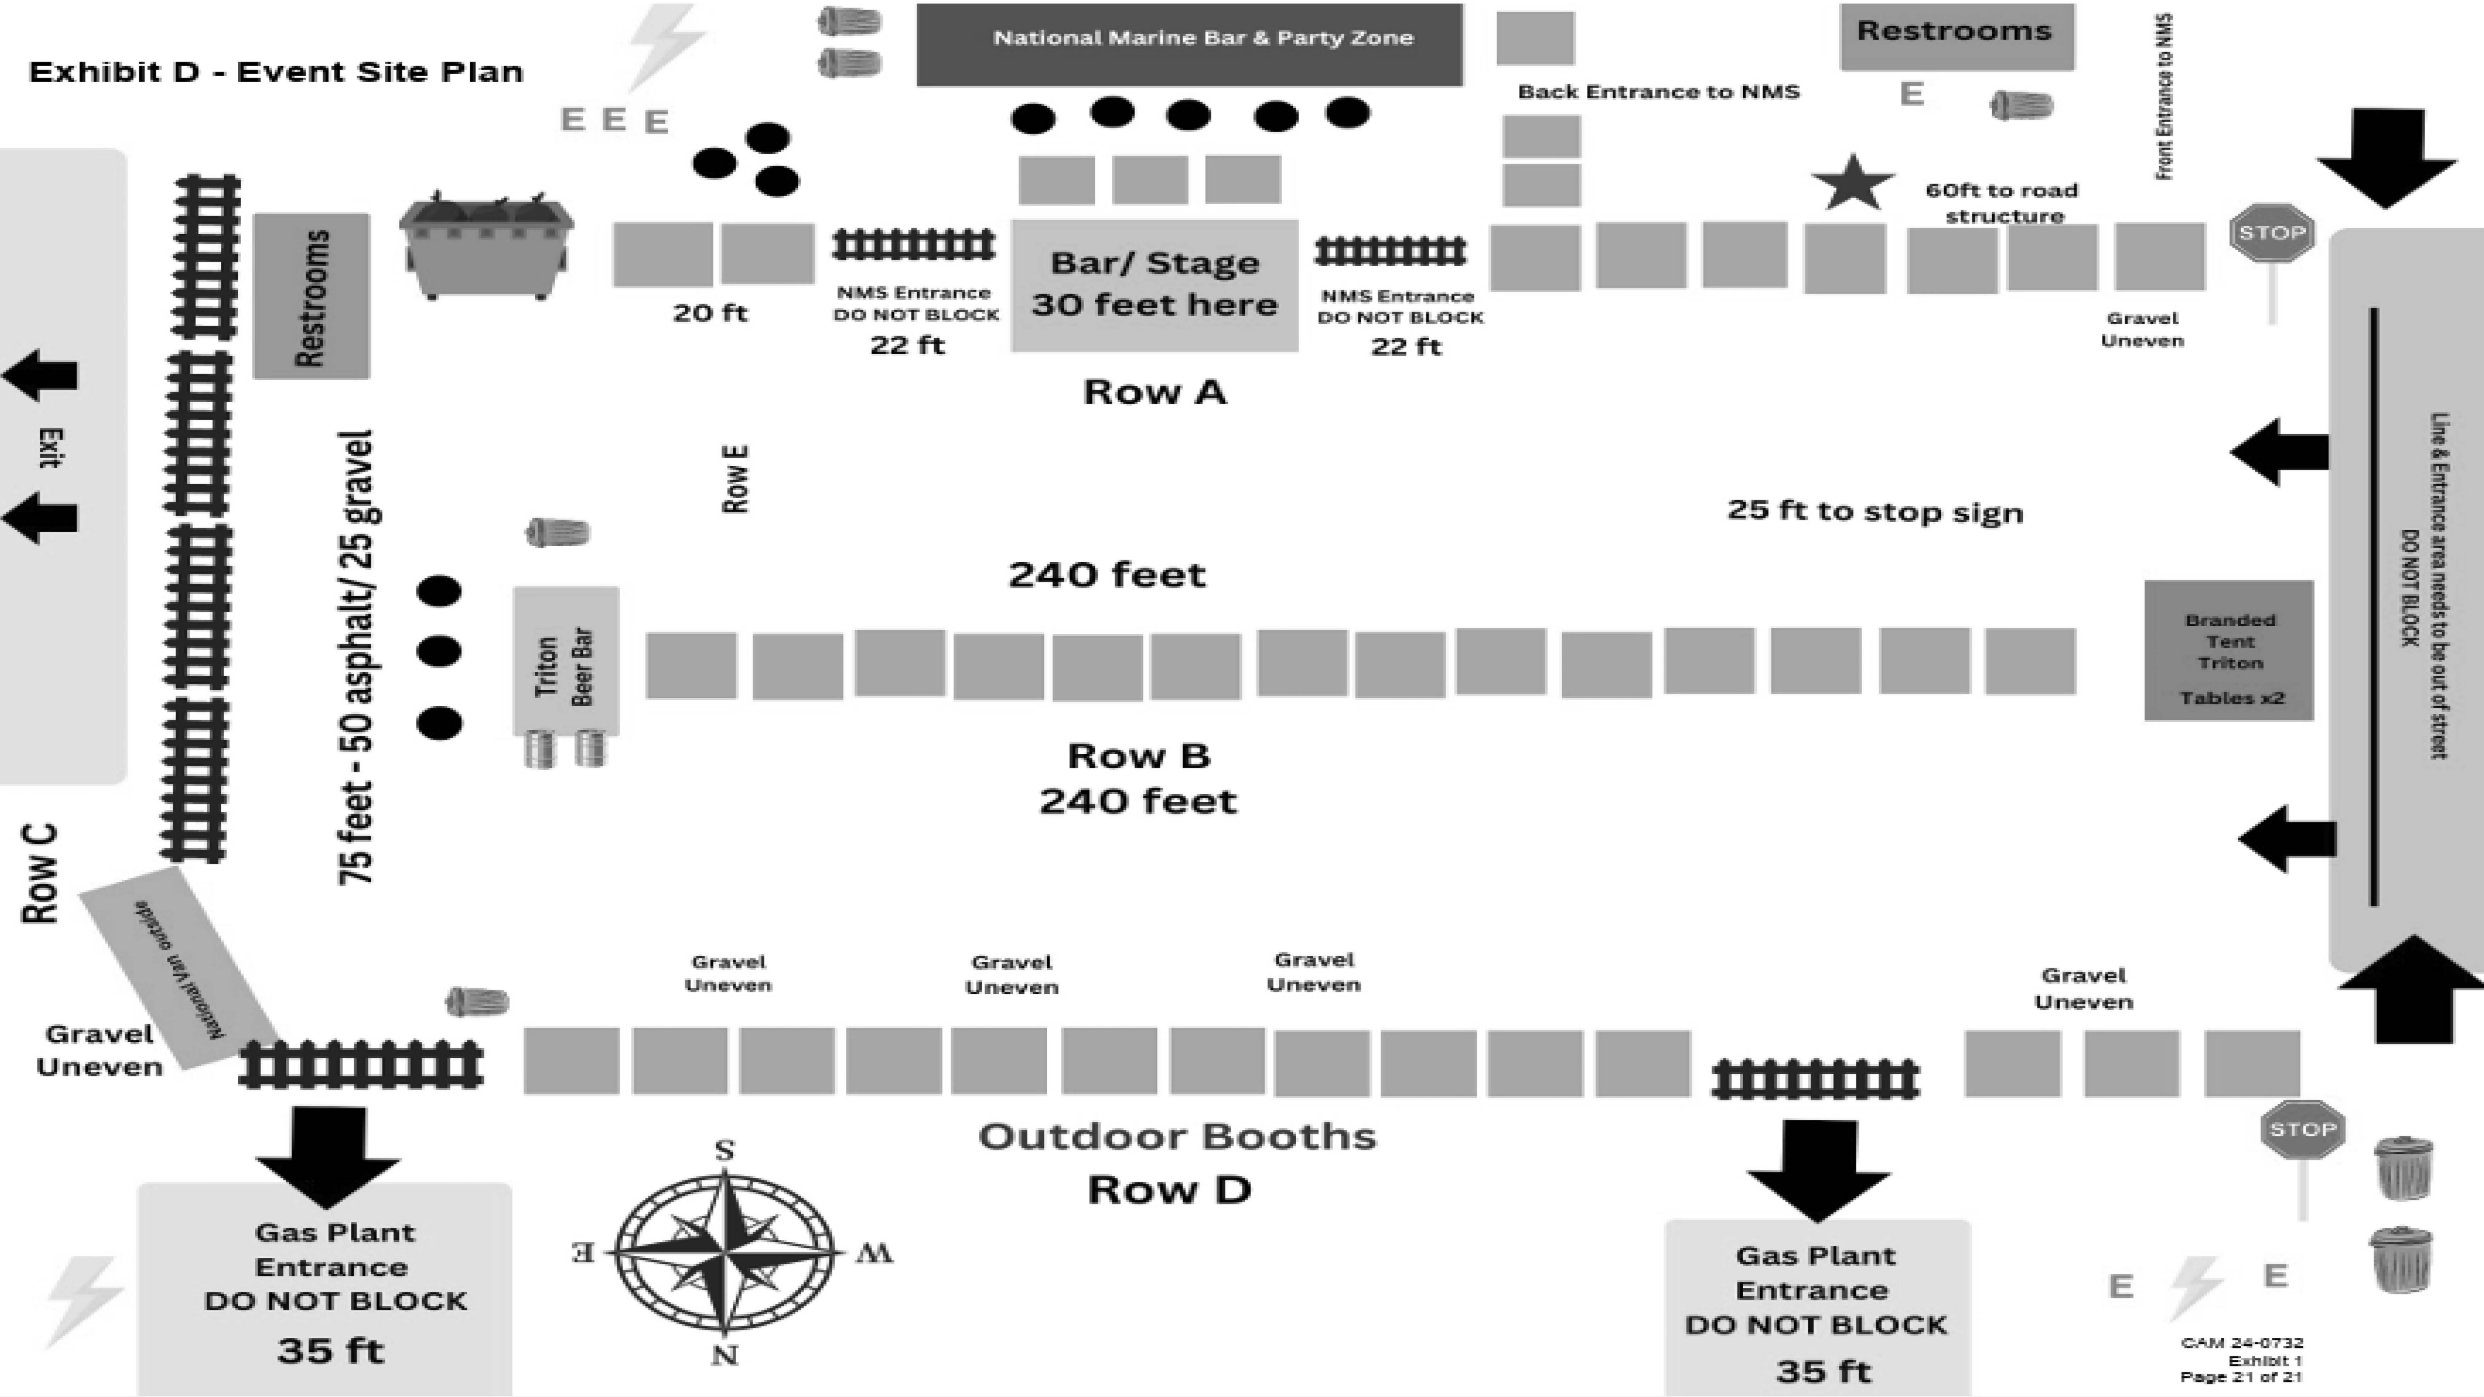 Exhibit D - Event Site Plan
National Marine Bar & Party Zone
Restrooms
Front Entrance to NMS
Back Entrance to NMS
E
E E E
60ft to road
structure
STOP
Restrooms
Bar/ Stage
30 feet here
20 ft
NMS Entrance
DO NOT BLOCK
22 ft
NMS Entrance
DO NOT BLOCK
22 ft
Gravel
Uneven
Row A
Exit
Row E
75 feet - 50 asphalt/ 25 gravel
25 ft to stop sign
Line & Entrance area needs to be out of street
DO NOT BLOCK
240 feet
Triton
Beer Bar
Branded
Tent
Triton
Tables x2
Row B
240 feet
Row C
National Van outside
Gravel
Uneven
Gravel
Uneven
Gravel
Uneven
Gravel
Uneven
Gravel
Uneven
Outdoor Booths
Row D
STOP
S
E
W
N
Gas Plant
Entrance
DO NOT BLOCK
35 ft
Gas Plant
Entrance
DO NOT BLOCK
35 ft
E
E
CAM 24-0732
Exhibit 1
Page 21 of 21